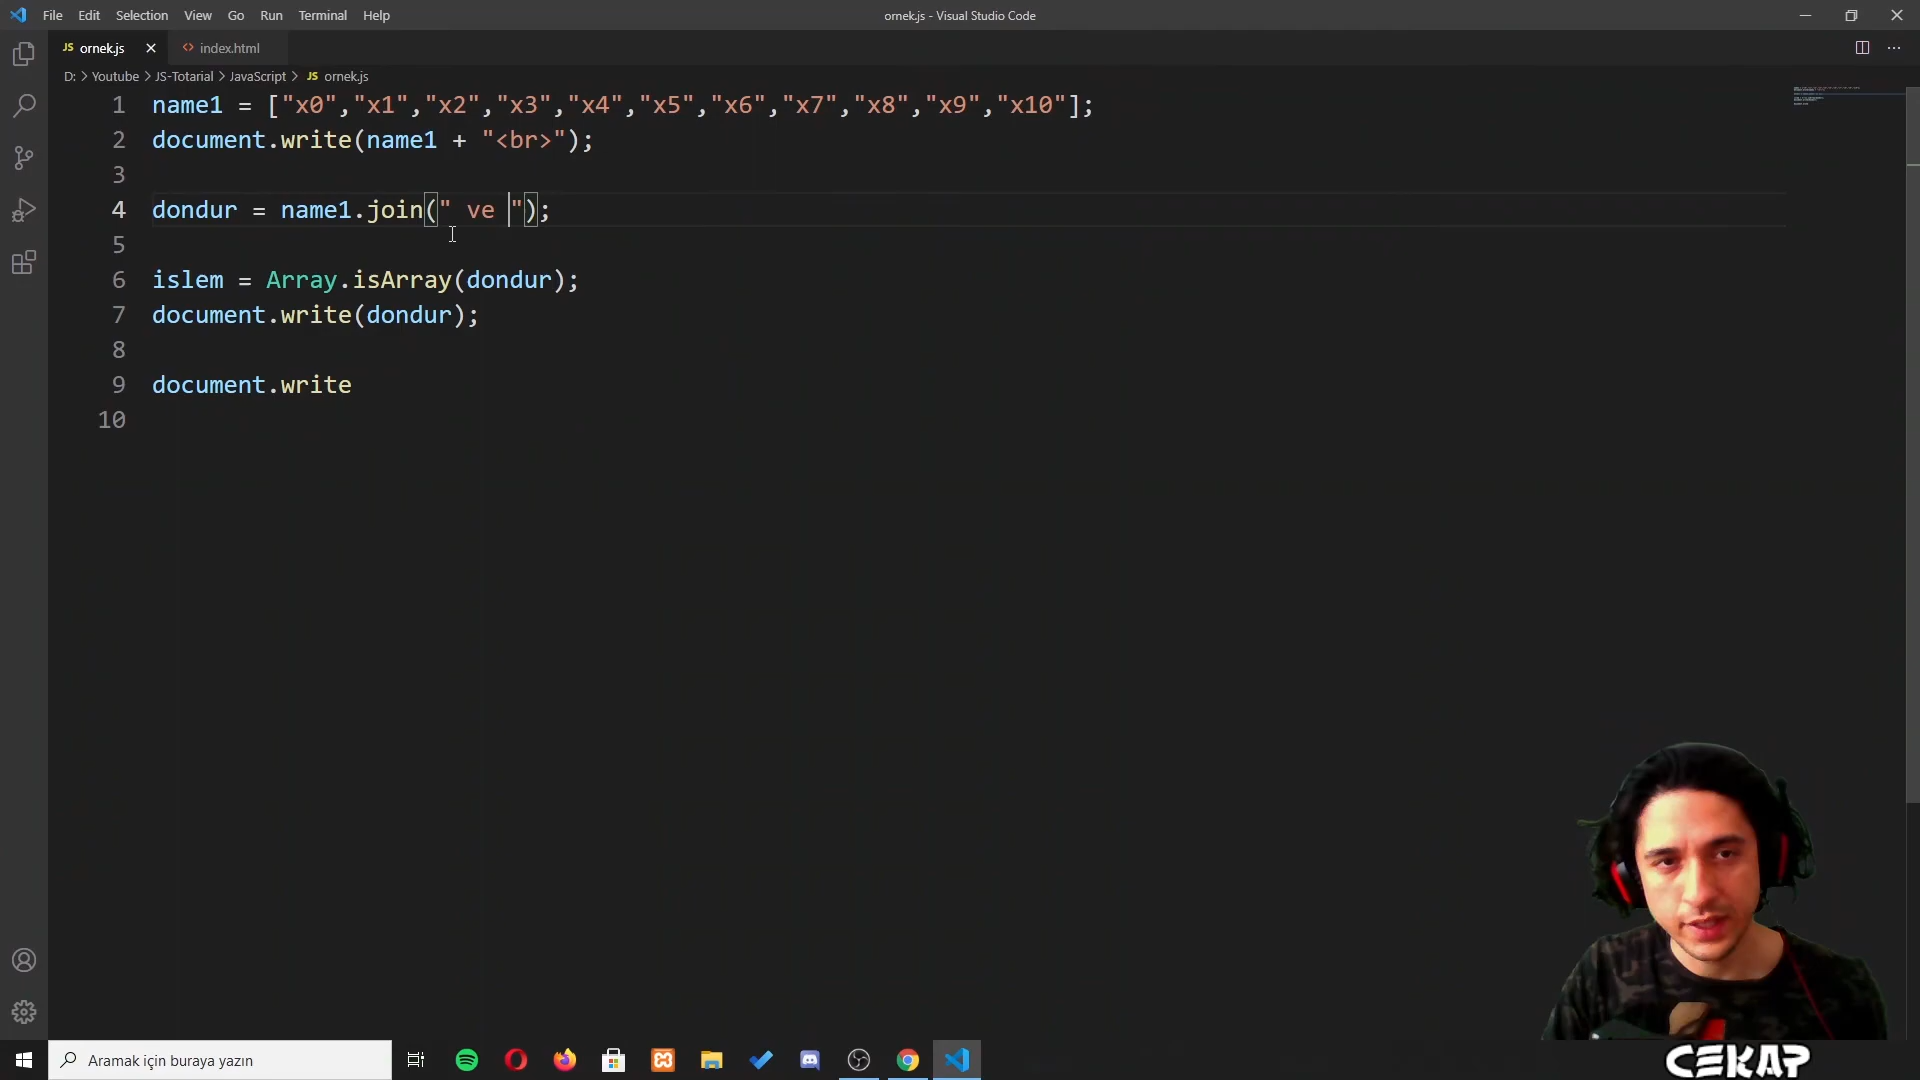 File Edit Selection View Go Run Terminal Help
ornek.js - Visual Studio Code
JS ornek.js
<> index.html
D: > Youtube > JS-Totarial > JavaScript > JS ornek.js
1 name1 = ["x0","x1","x2","x3","x4","x5","x6","x7","x8","x9","x10"];
2 document.write(name1 + "<br>");
3
4 dondur = name1.join(" ve ");
5
6 islem = Array.isArray(dondur);
7 document.write(dondur);
8
9 document.write
10
Aramak için buraya yazın
CEKAP